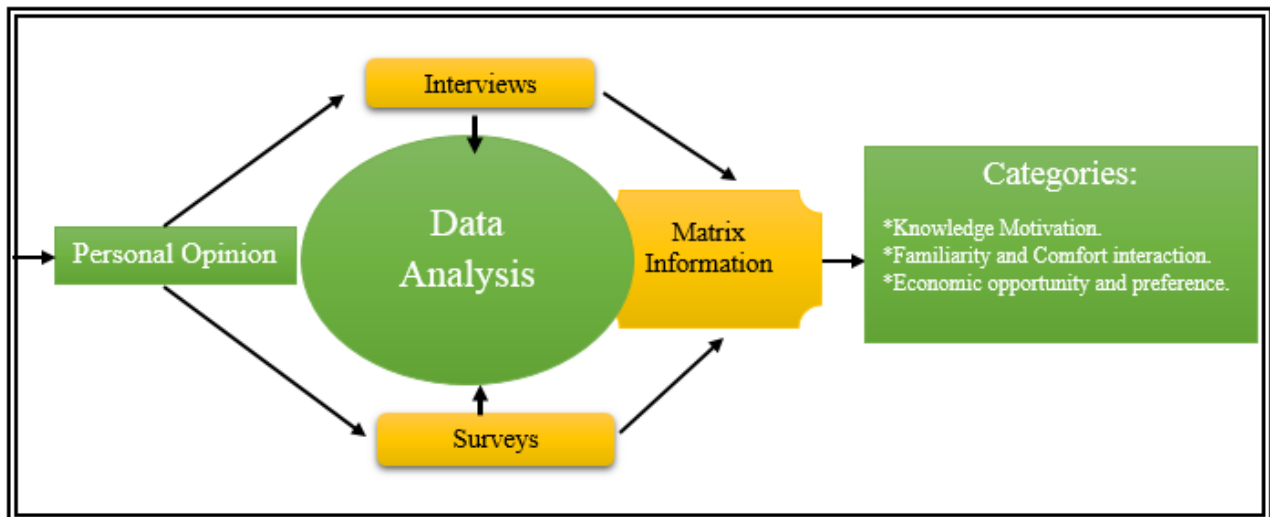 Interviews
Personal Opinion
Data
Analysis
Matrix
Information
Surveys
Categories:
*Knowledge Motivation.
*Familiarity and Comfort interaction.
*Economic opportunity and preference.